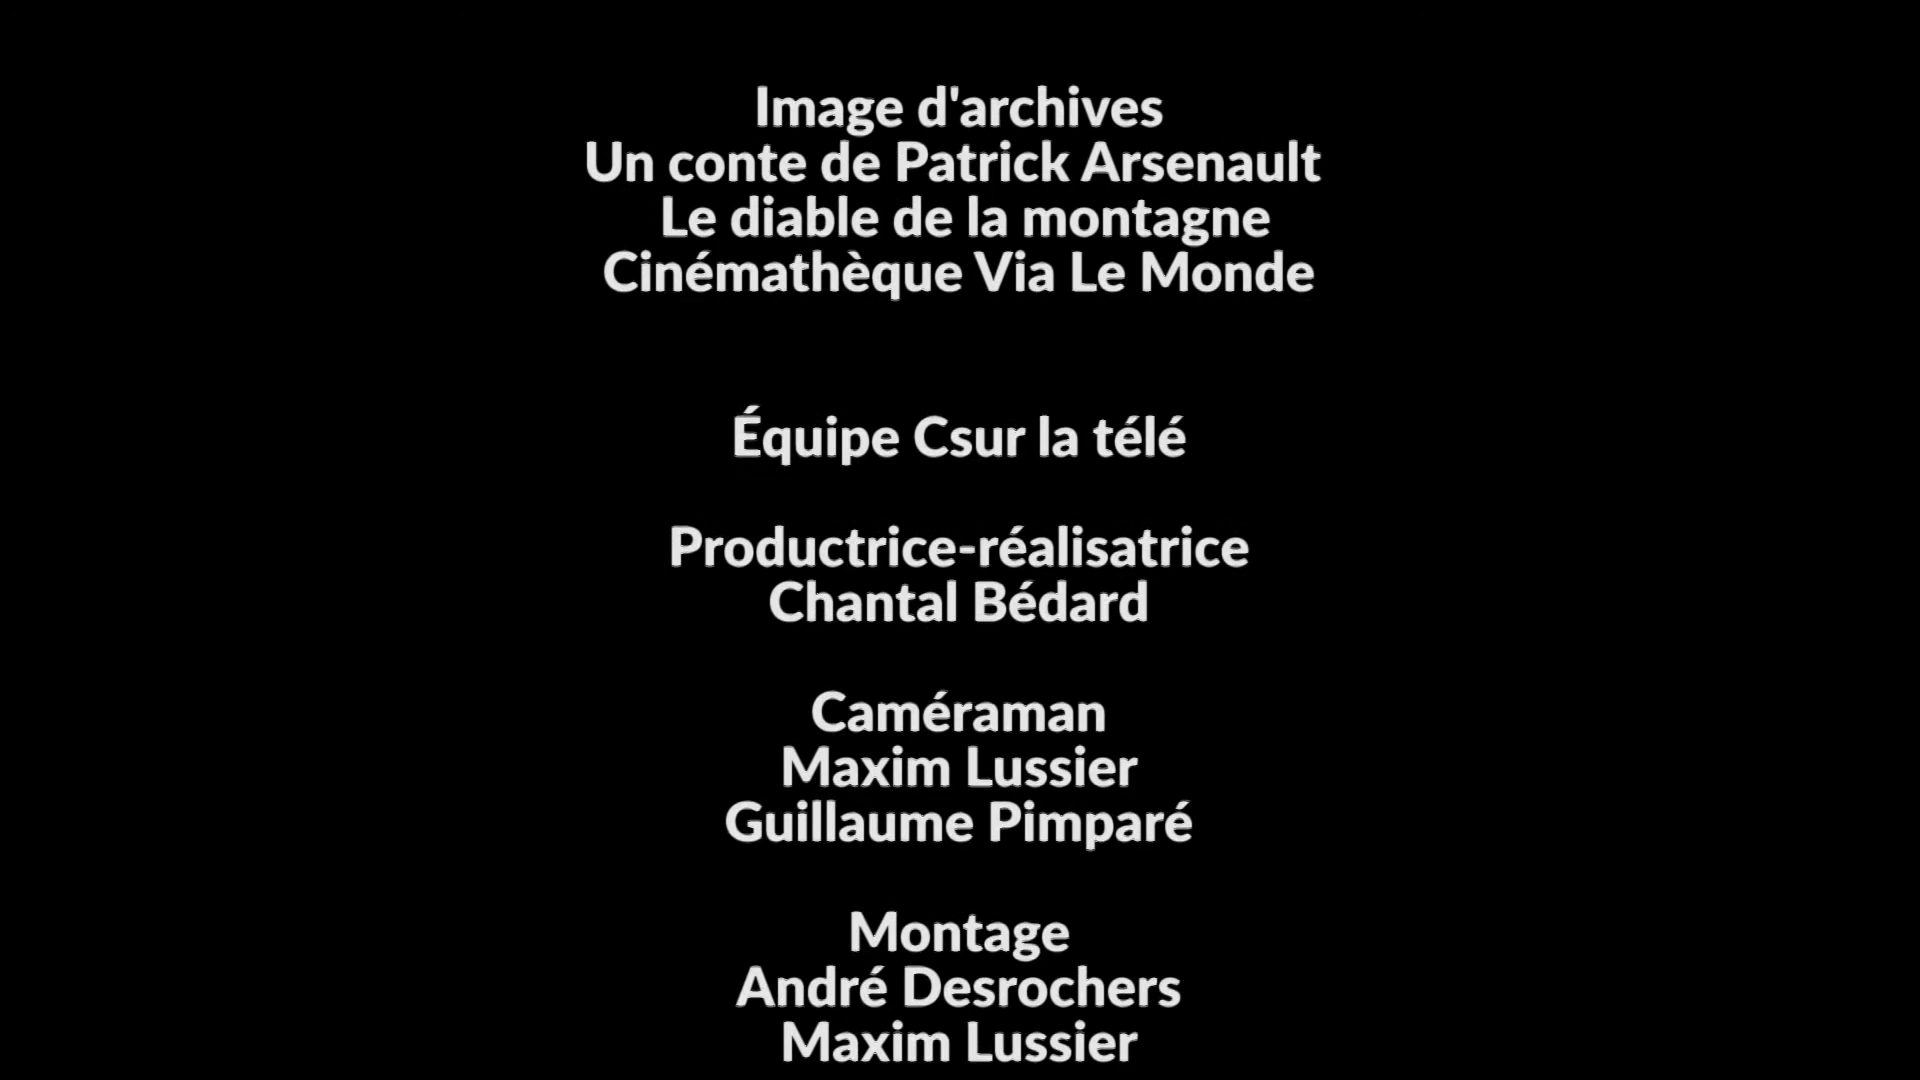 Image d'archives
Un conte de Patrick Arsenault
Le diable de la montagne
Cinémathèque Via Le Monde
Équipe Csur la télé
Productrice-réalisatrice
Chantal Bédard
Caméraman
Maxim Lussier
Guillaume Pimparé
Montage
André Desrochers
Maxim Lussier